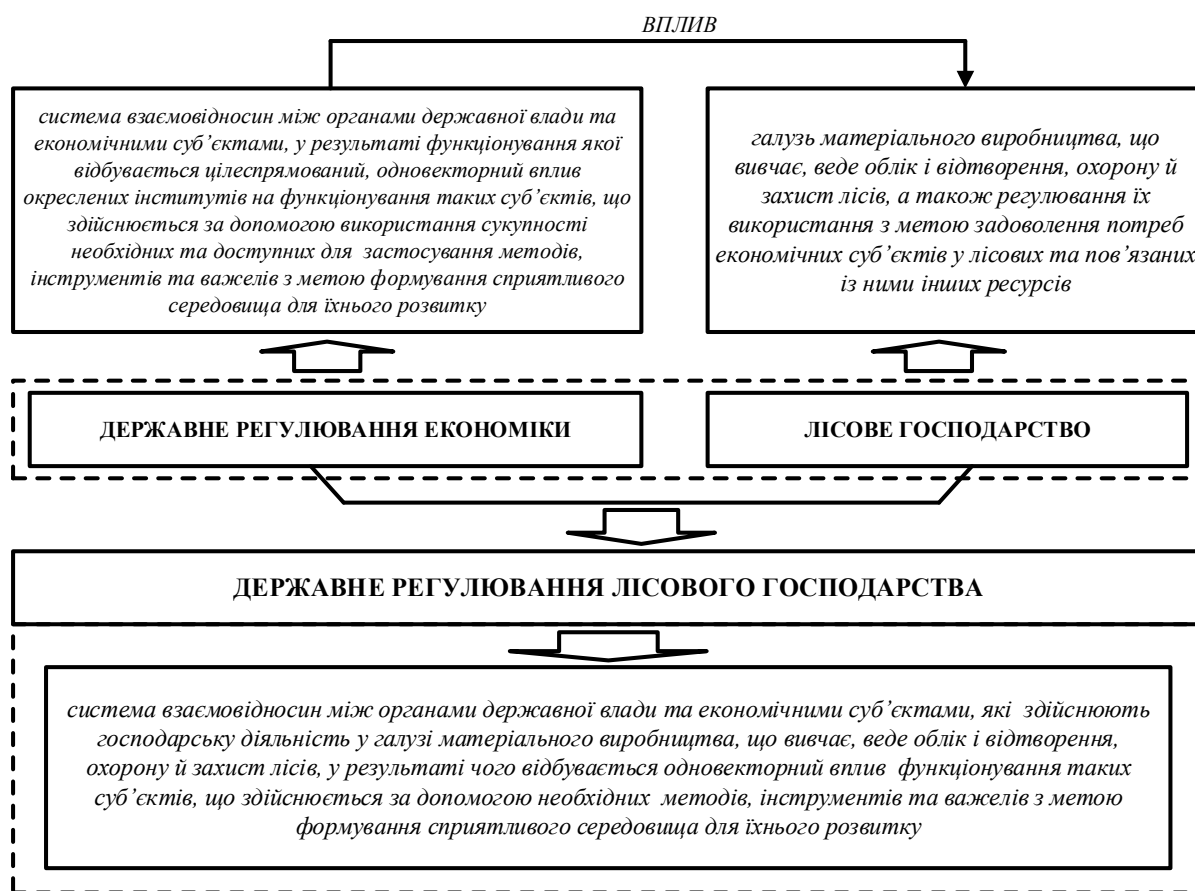 ВПЛИВ
система взаємовідносин між органами державної влади та
економічними суб’єктами, у результаті функціонування якої
відбувається цілеспрямований, одновекторний вплив
окреслених інститутів на функціонування таких суб’єктів, що
здійснюється за допомогою використання сукупності
необхідних та доступних для застосування методів,
інструментів та важелів з метою формування сприятливого
середовища для їхнього розвитку
галузь матеріального виробництва, що
вивчає, веде облік і відтворення, охорону й
захист лісів, а також регулювання їх
використання з метою задоволення потреб
економічних суб’єктів у лісових та пов’язаних
із ними інших ресурсів
ДЕРЖАВНЕ РЕГУЛЮВАННЯ ЕКОНОМІКИ
ЛІСОВЕ ГОСПОДАРСТВО
ДЕРЖАВНЕ РЕГУЛЮВАННЯ ЛІСОВОГО ГОСПОДАРСТВА
система взаємовідносин між органами державної влади та економічними суб’єктами, які здійснюють
господарську діяльність у галузі матеріального виробництва, що вивчає, веде облік і відтворення,
охорону й захист лісів, у результаті чого відбувається одновекторний вплив функціонування таких
суб’єктів, що здійснюється за допомогою необхідних методів, інструментів та важелів з метою
формування сприятливого середовища для їхнього розвитку